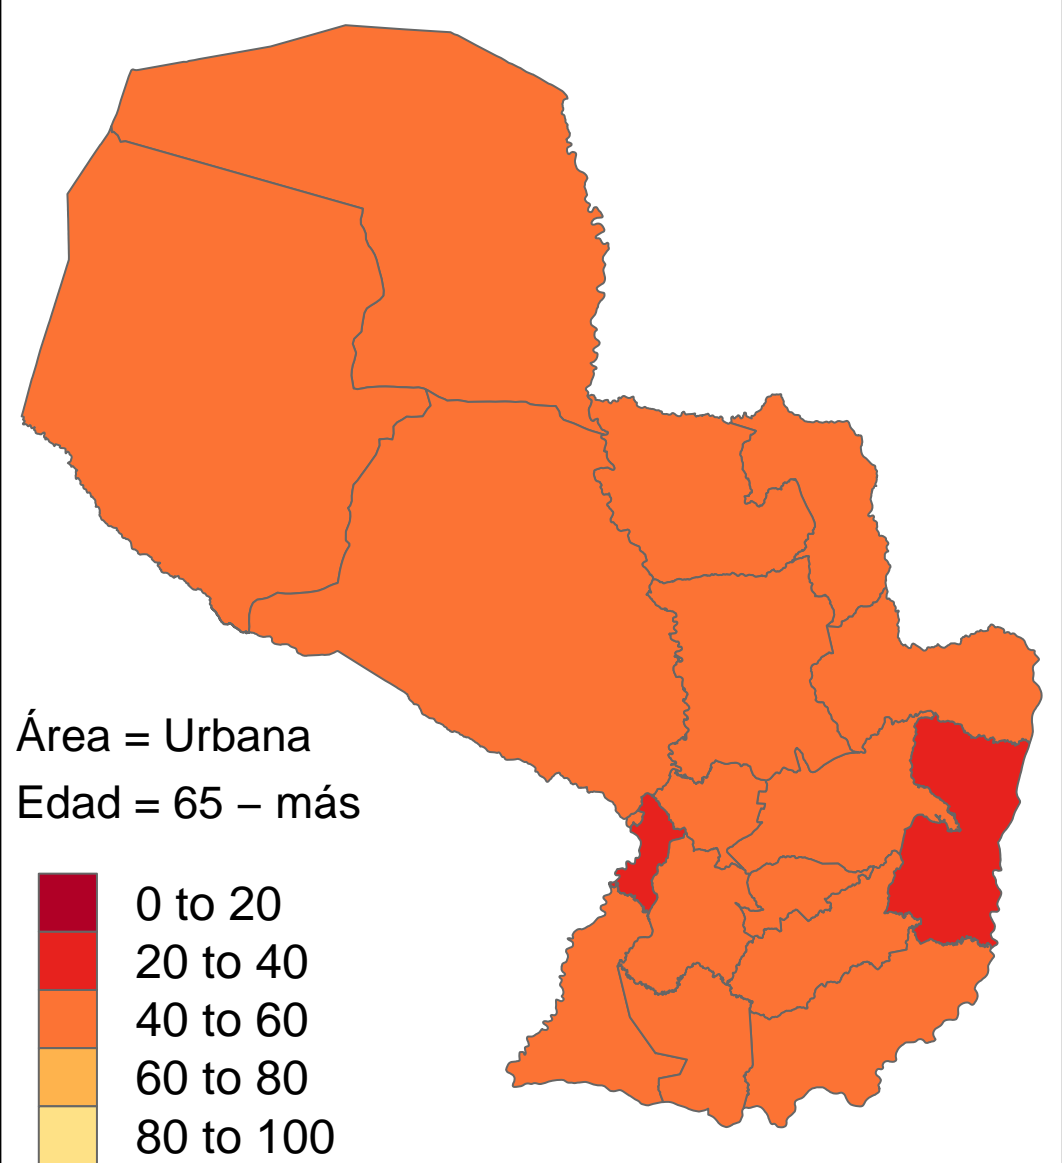 Área = Urbana
Edad = 65 – más
0 to 20
20 to 40
40 to 60
60 to 80
80 to 100